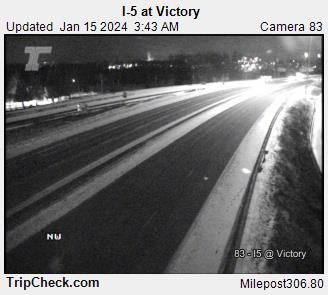 I-5 at Victory
Updated  Jan 15 2024  3:43 AM
Camera 83
T
NW
83 - I5 @ Victory
TripCheck.com
Milepost306.80